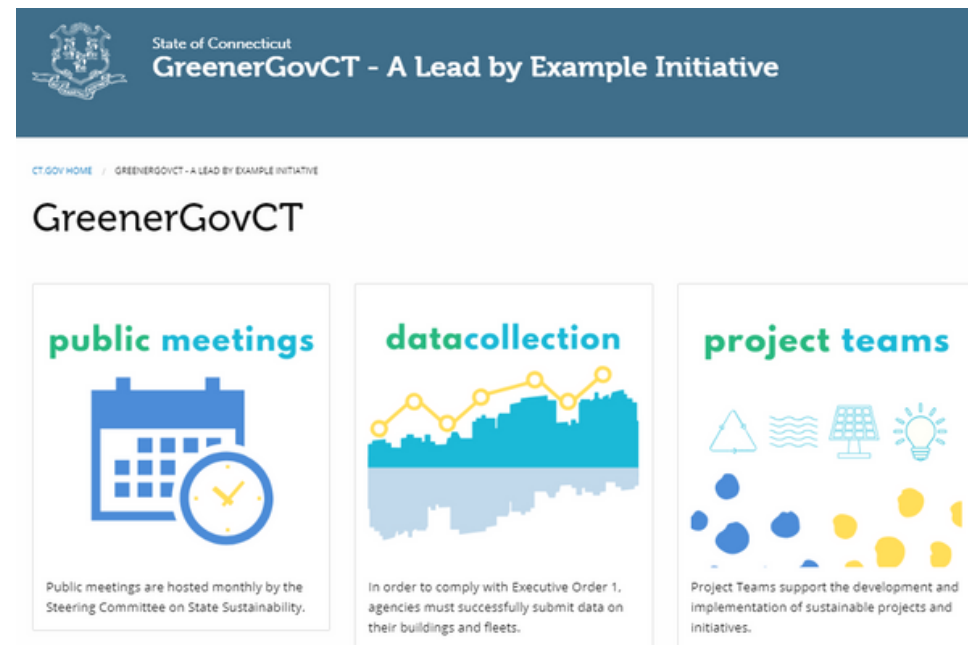 State of Connecticut
GreenerGovCT - A Lead by Example Initiative
CT.GOV HOME / GREENERGOVCT - A LEAD BY EXAMPLE INITIATIVE
GreenerGovCT
public meetings
Public meetings are hosted monthly by the
Steering Committee on State Sustainability.
datacollection
In order to comply with Executive Order 1,
agencies must successfully submit data on
their buildings and fleets.
project teams
Project Teams support the development and
implementation of sustainable projects and
initiatives.